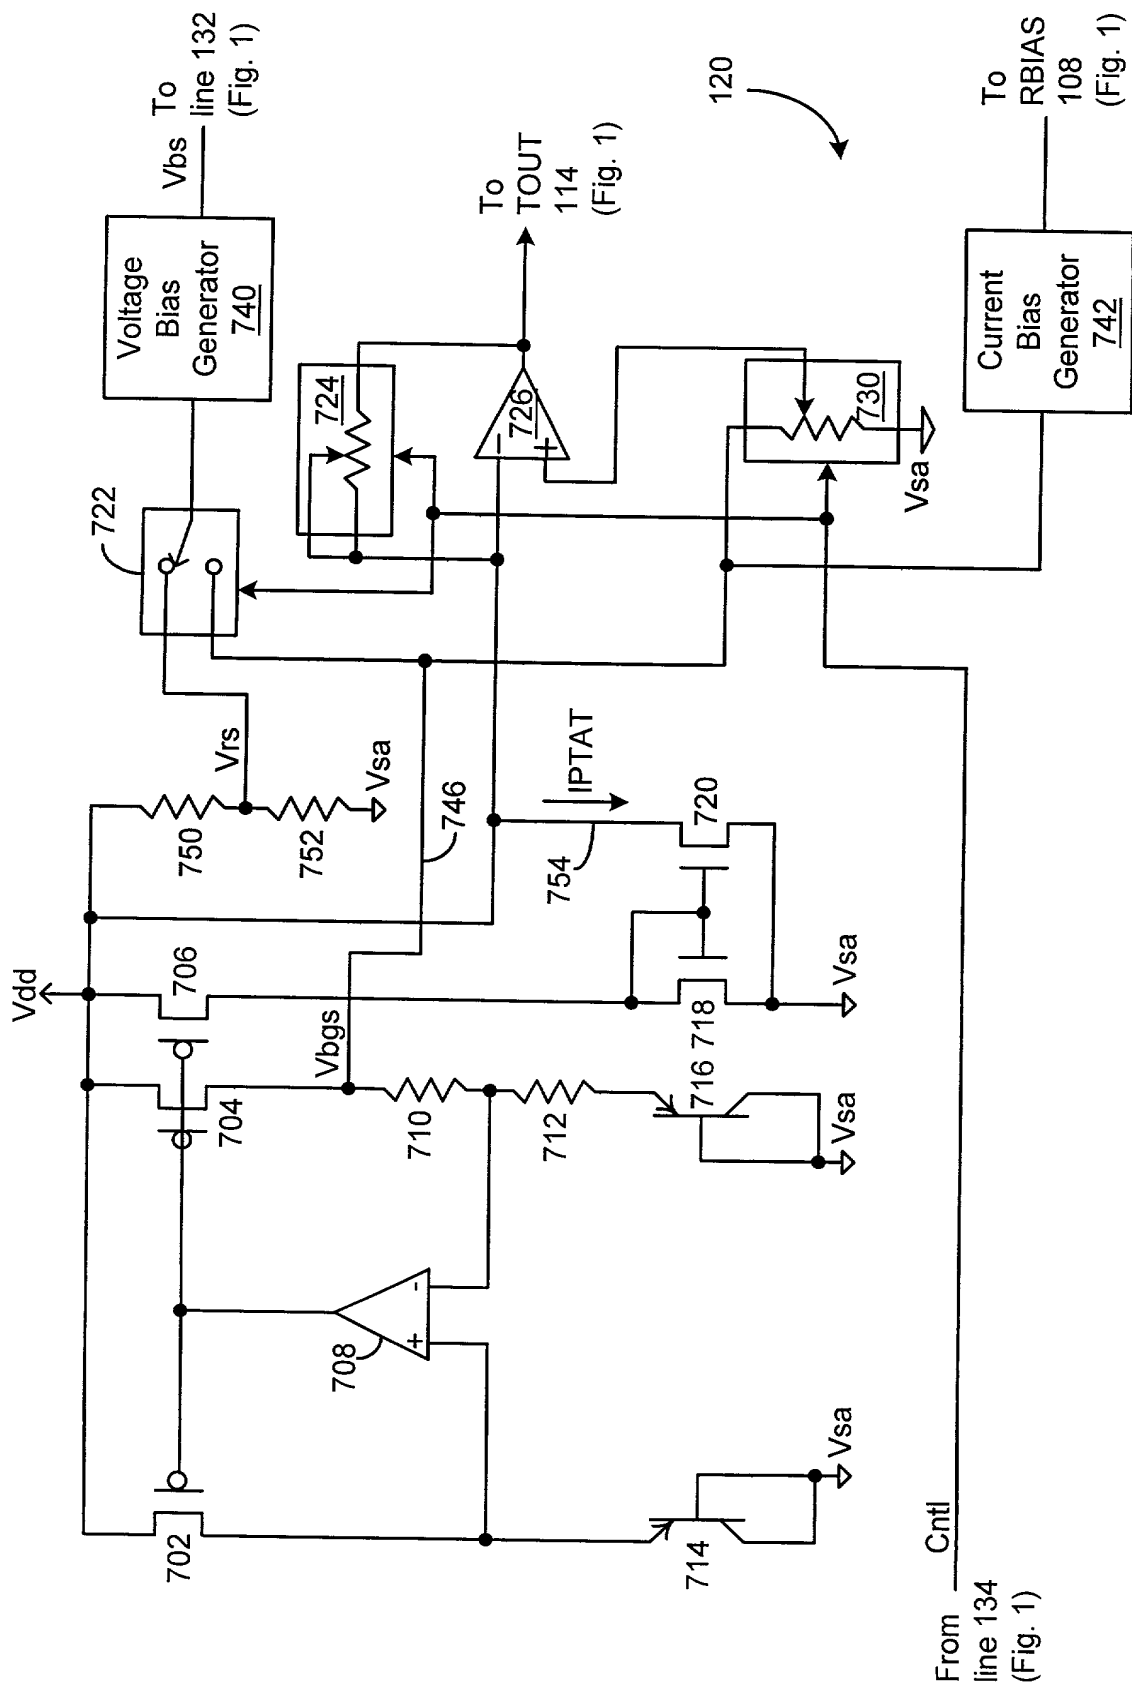 Vdd
702
704
706
708
+
-
Vbgs
710
712
714
Vsa
716
Vsa
718
720
Vsa
750
Vrs
752
Vsa
746
754
IPTAT
722
Voltage
Bias
Generator
740
Vbs
To
line 132
(Fig. 1)
724
726
−
+
To
TOUT
114
(Fig. 1)
120
730
Vsa
Current
Bias
Generator
742
To
RBIAS
108
(Fig. 1)
From
line 134
(Fig. 1)
Cntl